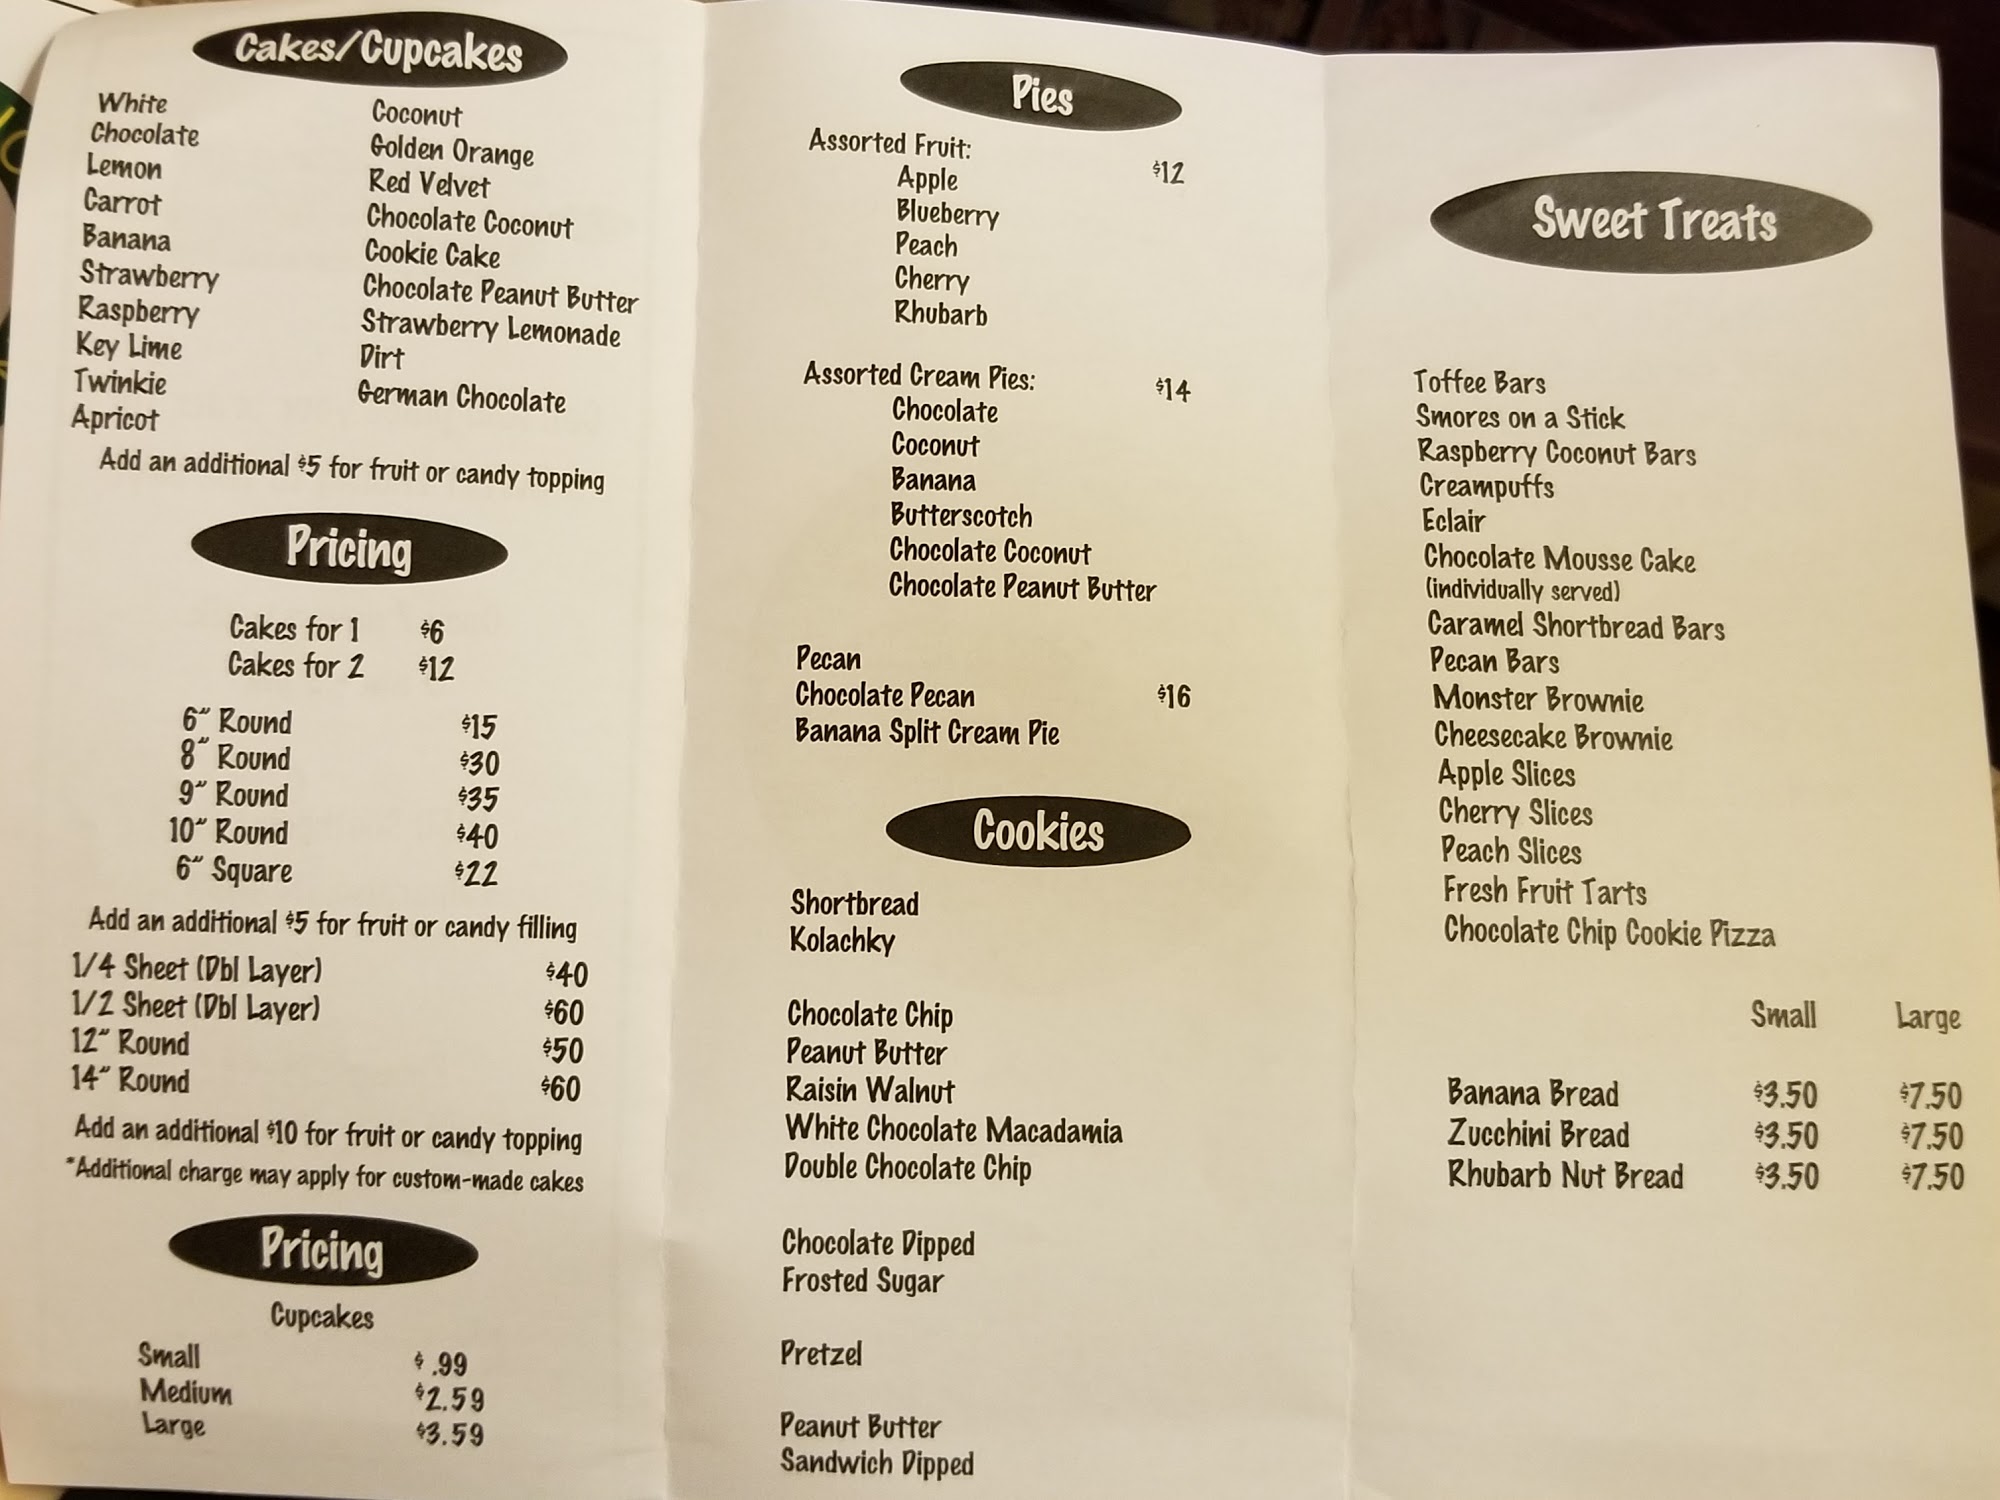 Cakes/Cupcakes
White
Chocolate
Lemon
Carrot
Banana
Strawberry
Raspberry
Key Lime
Twinkie
Apricot
Coconut
Golden Orange
Red Velvet
Chocolate Coconut
Cookie Cake
Chocolate Peanut Butter
Strawberry Lemonade
Dirt
German Chocolate
Add an additional $5 for fruit or candy topping
Pricing
Cakes for 1 $6
Cakes for 2 $12
6" Round $15
8" Round $30
9" Round $35
10" Round $40
6" Square $22
Add an additional $5 for fruit or candy filling
1/4 Sheet (Dbl Layer) $40
1/2 Sheet (Dbl Layer) $60
12" Round $50
14" Round $60
Add an additional $10 for fruit or candy topping
*Additional charge may apply for custom-made cakes
Pricing
Cupcakes
Small $ .99
Medium $2.59
Large $3.59
Pies
Assorted Fruit: $12
Apple
Blueberry
Peach
Cherry
Rhubarb
Assorted Cream Pies: $14
Chocolate
Coconut
Banana
Butterscotch
Chocolate Coconut
Chocolate Peanut Butter
Pecan
Chocolate Pecan $16
Banana Split Cream Pie
Cookies
Shortbread
Kolachky
Chocolate Chip
Peanut Butter
Raisin Walnut
White Chocolate Macadamia
Double Chocolate Chip
Chocolate Dipped
Frosted Sugar
Pretzel
Peanut Butter
Sandwich Dipped
Sweet Treats
Toffee Bars
Smores on a Stick
Raspberry Coconut Bars
Creampuffs
Eclair
Chocolate Mousse Cake
(individually served)
Caramel Shortbread Bars
Pecan Bars
Monster Brownie
Cheesecake Brownie
Apple Slices
Cherry Slices
Peach Slices
Fresh Fruit Tarts
Chocolate Chip Cookie Pizza
Small Large
Banana Bread $3.50 $7.50
Zucchini Bread $3.50 $7.50
Rhubarb Nut Bread $3.50 $7.50